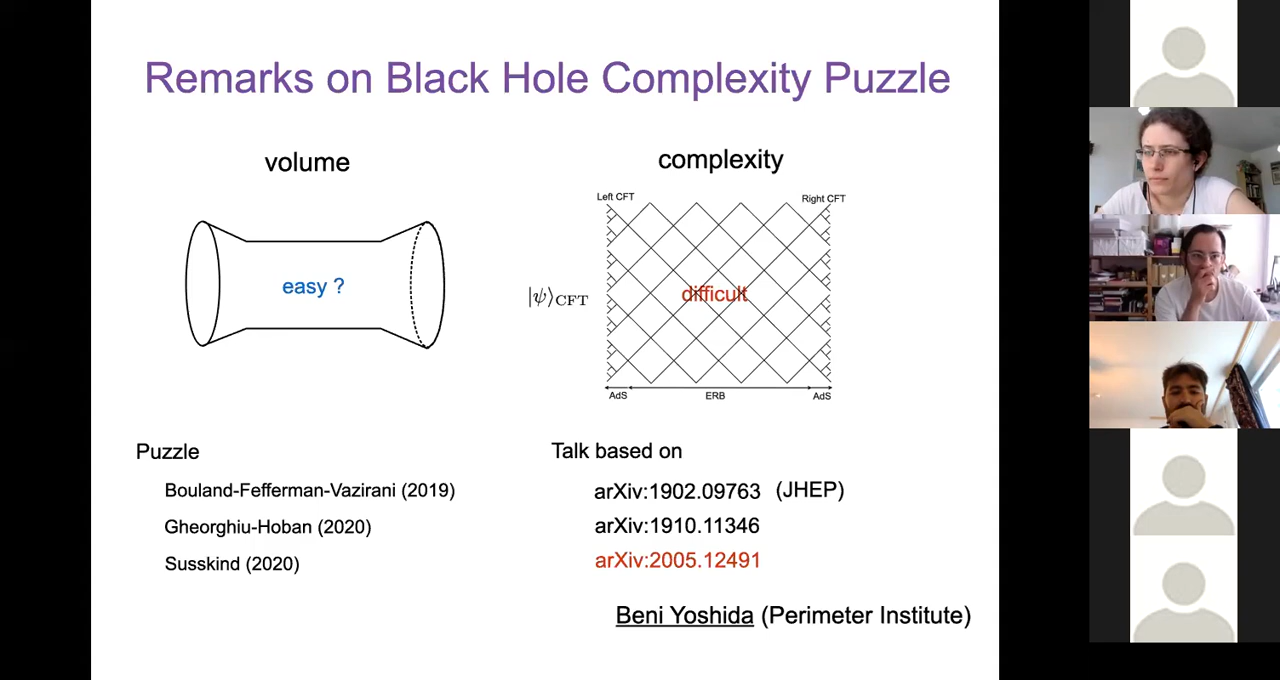 Remarks on Black Hole Complexity Puzzle
volume
complexity
Left CFT
Right CFT
easy ?
|ψ⟩CFT
difficult
AdS
ERB
AdS
Puzzle
Bouland-Fefferman-Vazirani (2019)
Gheorghiu-Hoban (2020)
Susskind (2020)
Talk based on
arXiv:1902.09763 (JHEP)
arXiv:1910.11346
arXiv:2005.12491
Beni Yoshida (Perimeter Institute)